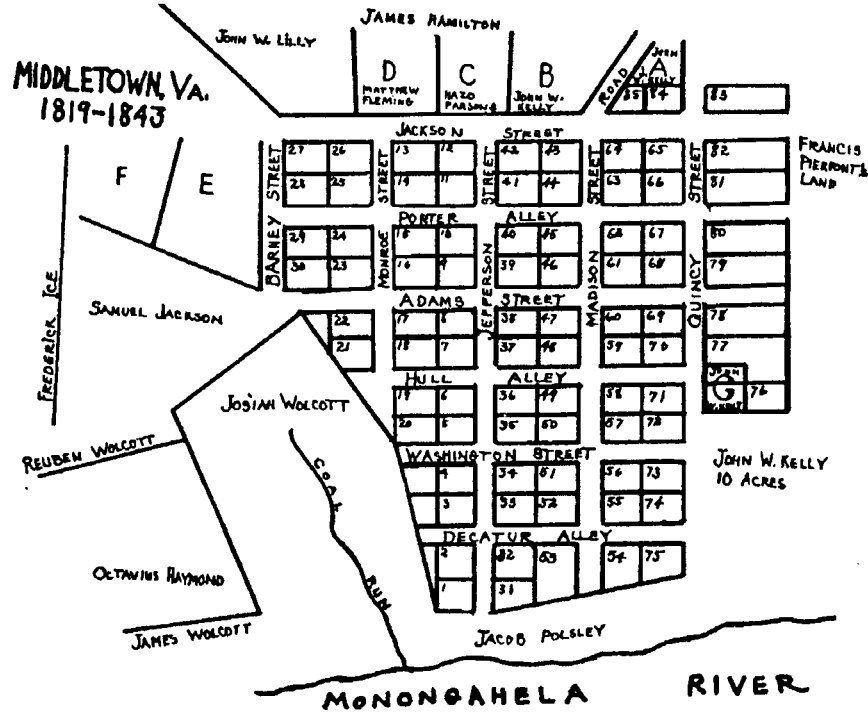 JAMES HAMILTON
JOHN W. LILLY
MIDDLETOWN, VA.
1819-1843
D
MATTHEW
FLEMING
C
HAZO
PARSONS
B
JOHN W.
KELLY
ROAD
JOHN
A
KELLY
85 84
83
JACKSON STREET
F
E
BARNEY STREET
MONROE STREET
JEFFERSON STREET
MADISON STREET
QUINCY STREET
27 26 13 12 42 43 64 65 82
28 25 14 11 41 44 63 66 81
FRANCIS
PIERPONT'S
LAND
PORTER ALLEY
29 24 15 10 40 45 62 67 80
30 23 16 9 39 46 61 68 79
ADAMS STREET
FREDERICK ICE
SAMUEL JACKSON
22 17 8 38 47 60 69 78
21 18 7 37 48 59 70 77
HULL ALLEY
JOHN
G
76
JOSIAH WOLCOTT
19 6 36 49 58 71
20 5 35 50 57 72
REUBEN WOLCOTT
WASHINGTON STREET
COAL RUN
4 34 51 56 73
3 33 52 55 74
JOHN W. KELLY
10 ACRES
DECATUR ALLEY
2 32 53 54 75
1 31
OCTAVIUS HAYMOND
JAMES WOLCOTT
JACOB POLSLEY
MONONGAHELA RIVER